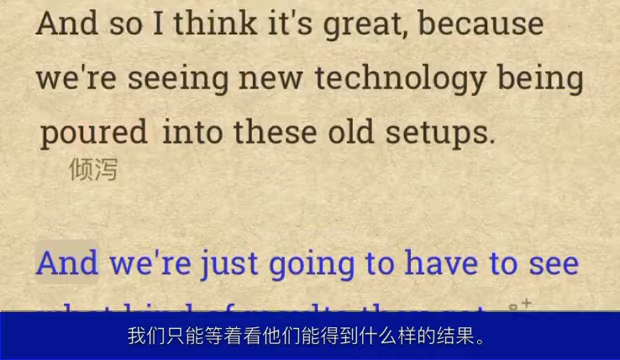 And so I think it's great, because
we're seeing new technology being
poured into these old setups.
倾泻
And we're just going to have to see
我们只能等着看他们能得到什么样的结果。